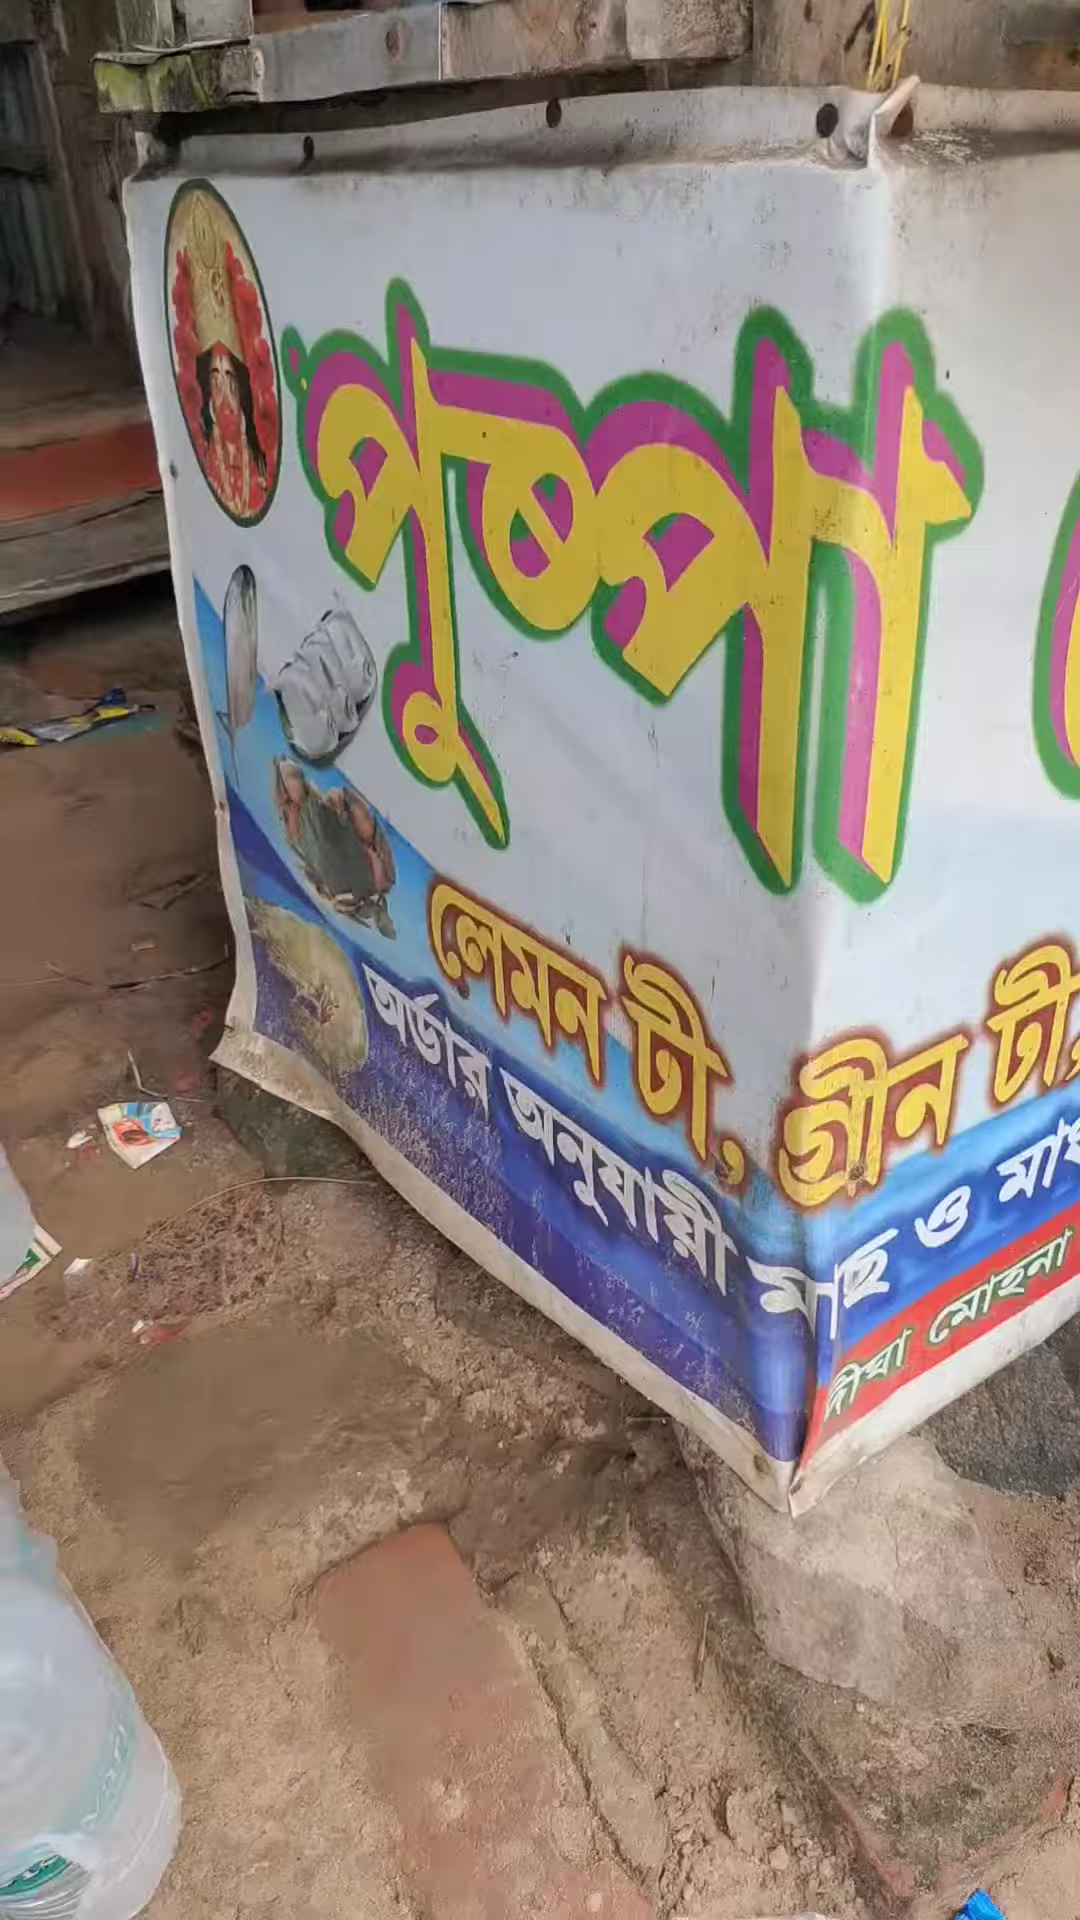 পুষ্পা
লেমন টী, গ্রীন টী,
অর্ডার অনুযায়ী মাছ ও
দীঘা মোহনা